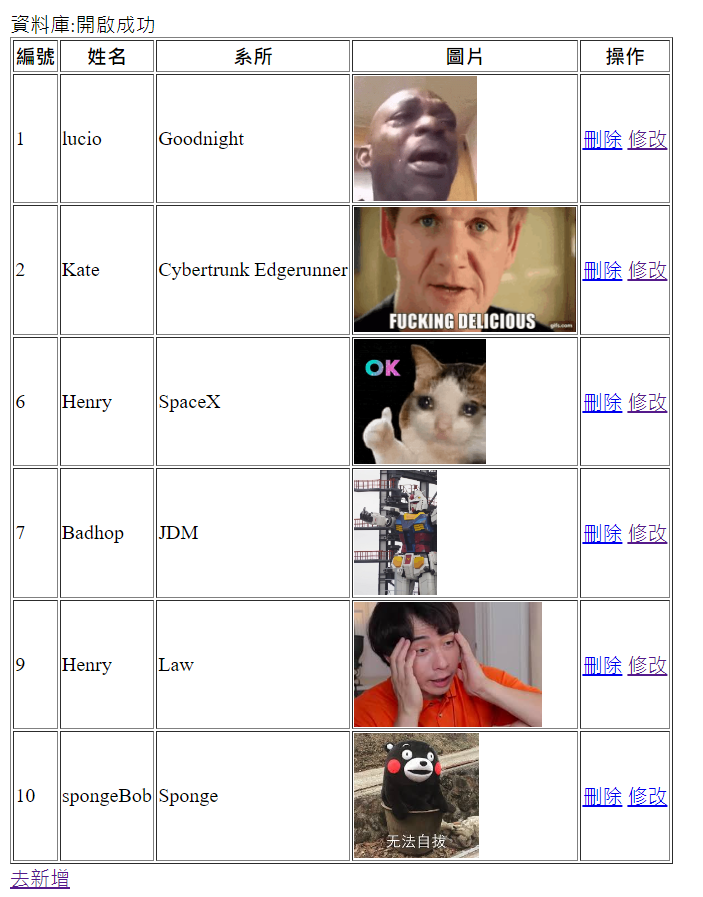 資料庫:開啟成功
編號 姓名 系所 圖片 操作
1 lucio Goodnight 刪除 修改
2 Kate Cybertrunk Edgerunner 刪除 修改
FUCKING DELICIOUS gifs.com
OK
6 Henry SpaceX 刪除 修改
7 Badhop JDM 刪除 修改
9 Henry Law 刪除 修改
10 spongeBob Sponge 刪除 修改
无法自拔
去新增